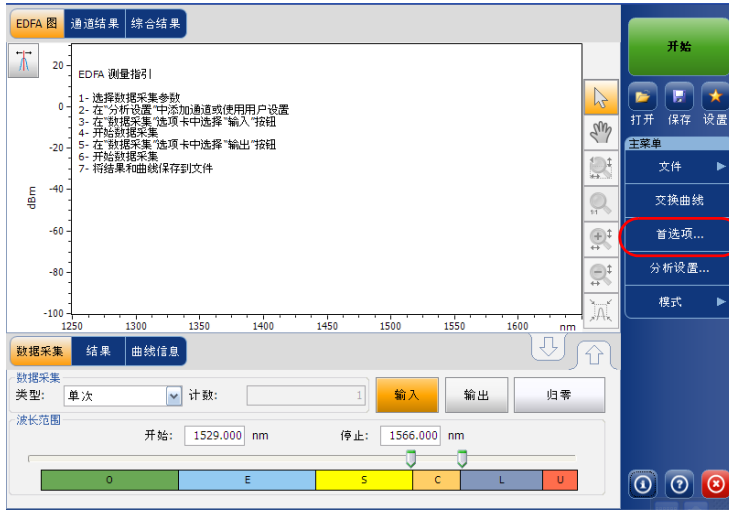 EDFA 图 通道结果 综合结果
开始
打开 保存 设置
主菜单
文件
交换曲线
首选项...
分析设置...
模式
EDFA 测量指引
1- 选择数据采集参数
2- 在"分析设置"中添加通道或使用用户设置
3- 在"数据采集"选项卡中选择"输入"按钮
4- 开始数据采集
5- 在"数据采集"选项卡中选择"输出"按钮
6- 开始数据采集
7- 将结果和曲线保存到文件
20
0
-20
-40
-60
-80
-100
dBm
1250 1300 1350 1400 1450 1500 1550 1600 nm
1:1
数据采集 结果 曲线信息
数据采集
类型: 单次 计数: 1 输入 输出 归零
波长范围
开始: 1529.000 nm 停止: 1566.000 nm
O E S C L U